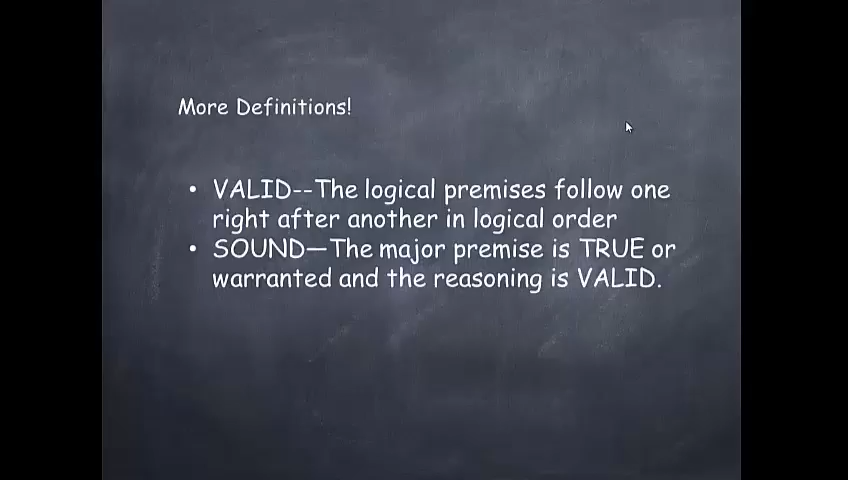 More Definitions!
• VALID--The logical premises follow one
right after another in logical order
• SOUND—The major premise is TRUE or
warranted and the reasoning is VALID.